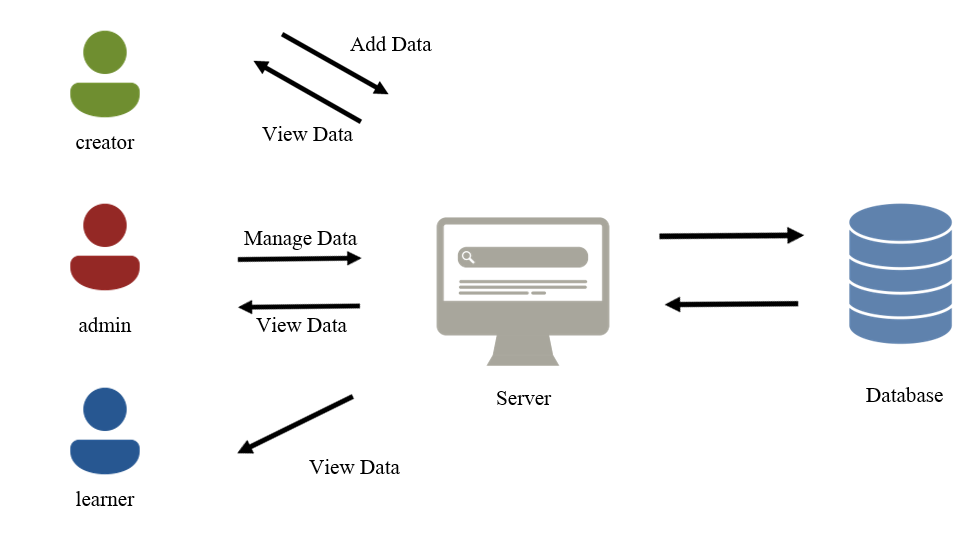 Add Data
View Data
creator
Manage Data
View Data
admin
Server
Database
View Data
learner